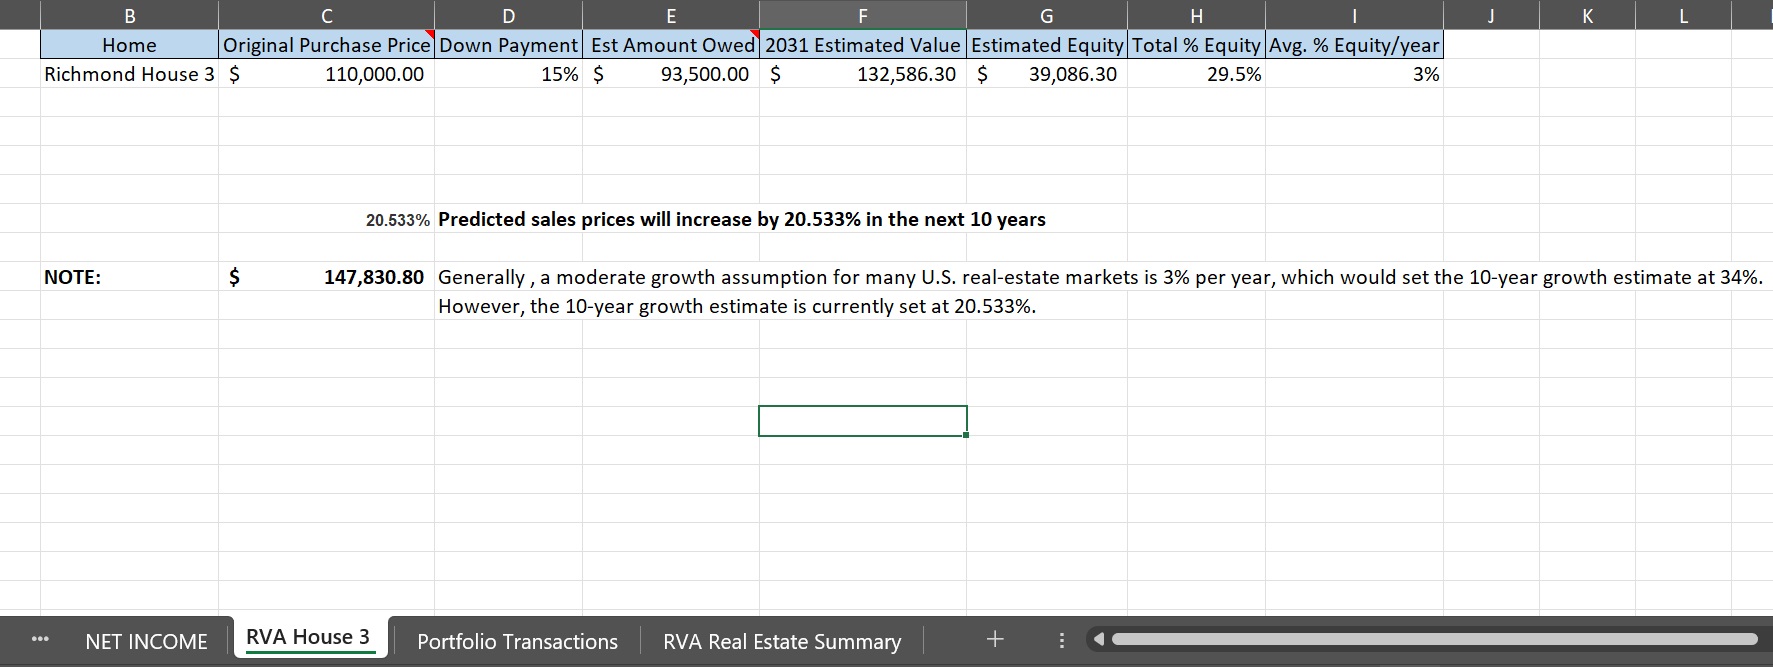 B C D E F G H I J K L
Home Original Purchase Price Down Payment Est Amount Owed 2031 Estimated Value Estimated Equity Total % Equity Avg. % Equity/year
Richmond House 3 $ 110,000.00 15% $ 93,500.00 $ 132,586.30 $ 39,086.30 29.5% 3%
20.533% Predicted sales prices will increase by 20.533% in the next 10 years
NOTE: $ 147,830.80 Generally , a moderate growth assumption for many U.S. real-estate markets is 3% per year, which would set the 10-year growth estimate at 34%.
However, the 10-year growth estimate is currently set at 20.533%.
... NET INCOME RVA House 3 Portfolio Transactions RVA Real Estate Summary +